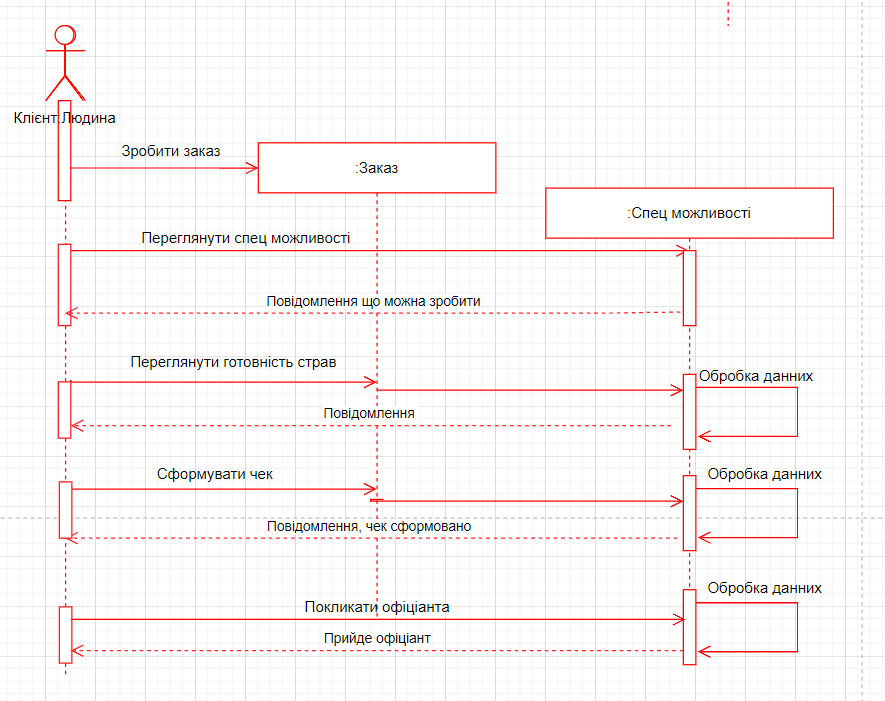 Клієнт:Людина
Зробити заказ
:Заказ
:Спец можливості
Переглянути спец можливості
Повідомлення що можна зробити
Переглянути готовність страв
Обробка данних
Повідомлення
Сформувати чек
Обробка данних
Повідомлення, чек сформовано
Обробка данних
Покликати офіціанта
Прийде офіціант